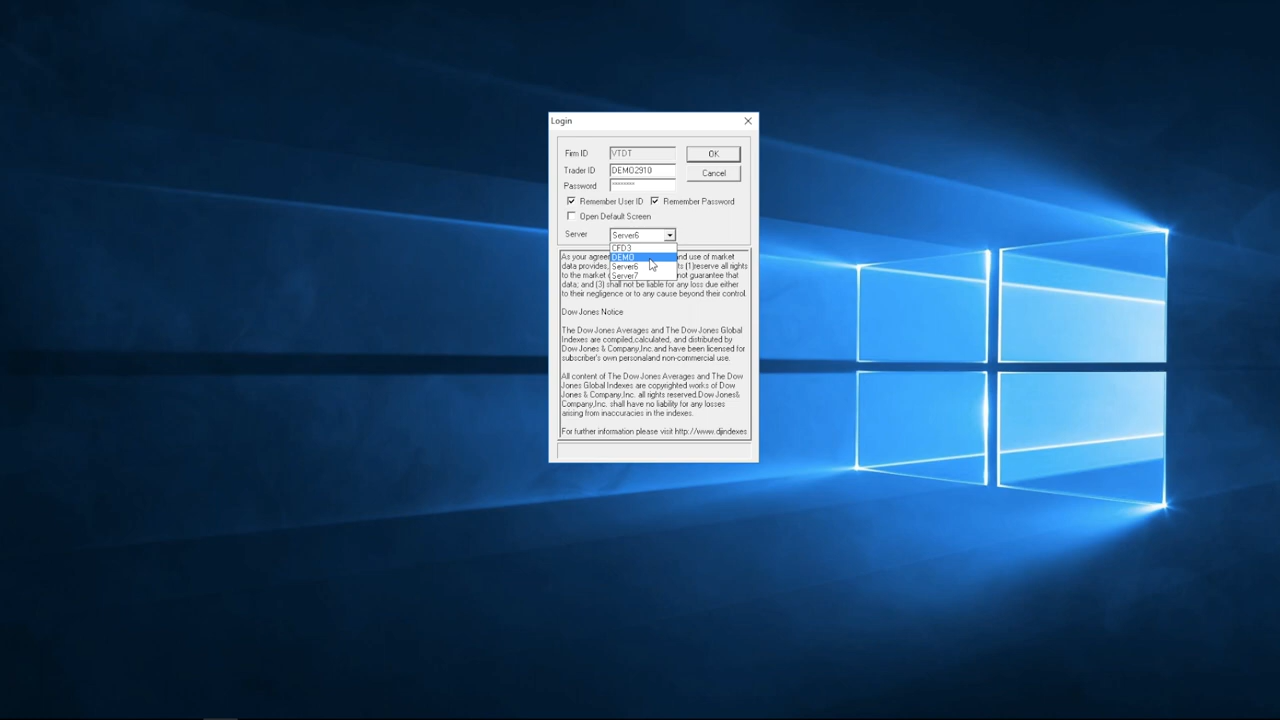 Login
Firm ID VTDT OK
Trader ID DEMO2910 Cancel
Password ********
Remember User ID Remember Password
Open Default Screen
Server Server6
CFD3
DEMO
Server6
Server7
As your agree and use of market
data provides, ts (1)reserve all rights
to the market not guarantee that
data; and (3) shall not be liable for any loss due either
to their negligence or to any cause beyond their control.
Dow Jones Notice
The Dow Jones Averages and The Dow Jones Global
Indexes are compiled,calculated, and distributed by
Dow Jones & Company,Inc.and have been licensed for
subscriber's own personaland non-commercial use.
All content of The Dow Jones Averages and The Dow
Jones Global Indexes are copyrighted works of Dow
Jones & Company,Inc. all rights reserved.Dow Jones&
Company,Inc. shall have no liability for any losses
arising from inaccuracies in the indexes.
For further information please visit http://www.djindexes